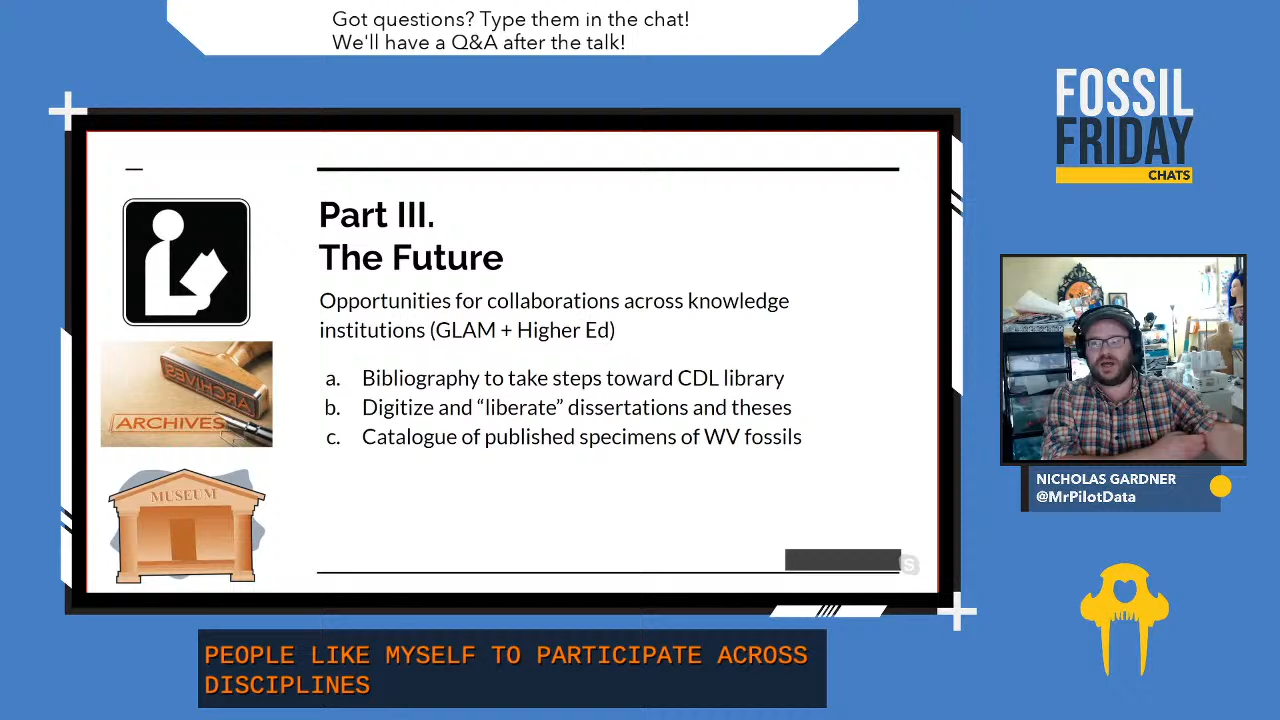 Got questions? Type them in the chat!
We'll have a Q&A after the talk!
FOSSIL
FRIDAY
CHATS
Part III.
The Future
Opportunities for collaborations across knowledge
institutions (GLAM + Higher Ed)
a. Bibliography to take steps toward CDL library
b. Digitize and “liberate” dissertations and theses
c. Catalogue of published specimens of WV fossils
ARCHIVES
ARCHIVES
MUSEUM
S
NICHOLAS GARDNER
@MrPilotData
PEOPLE LIKE MYSELF TO PARTICIPATE ACROSS
DISCIPLINES